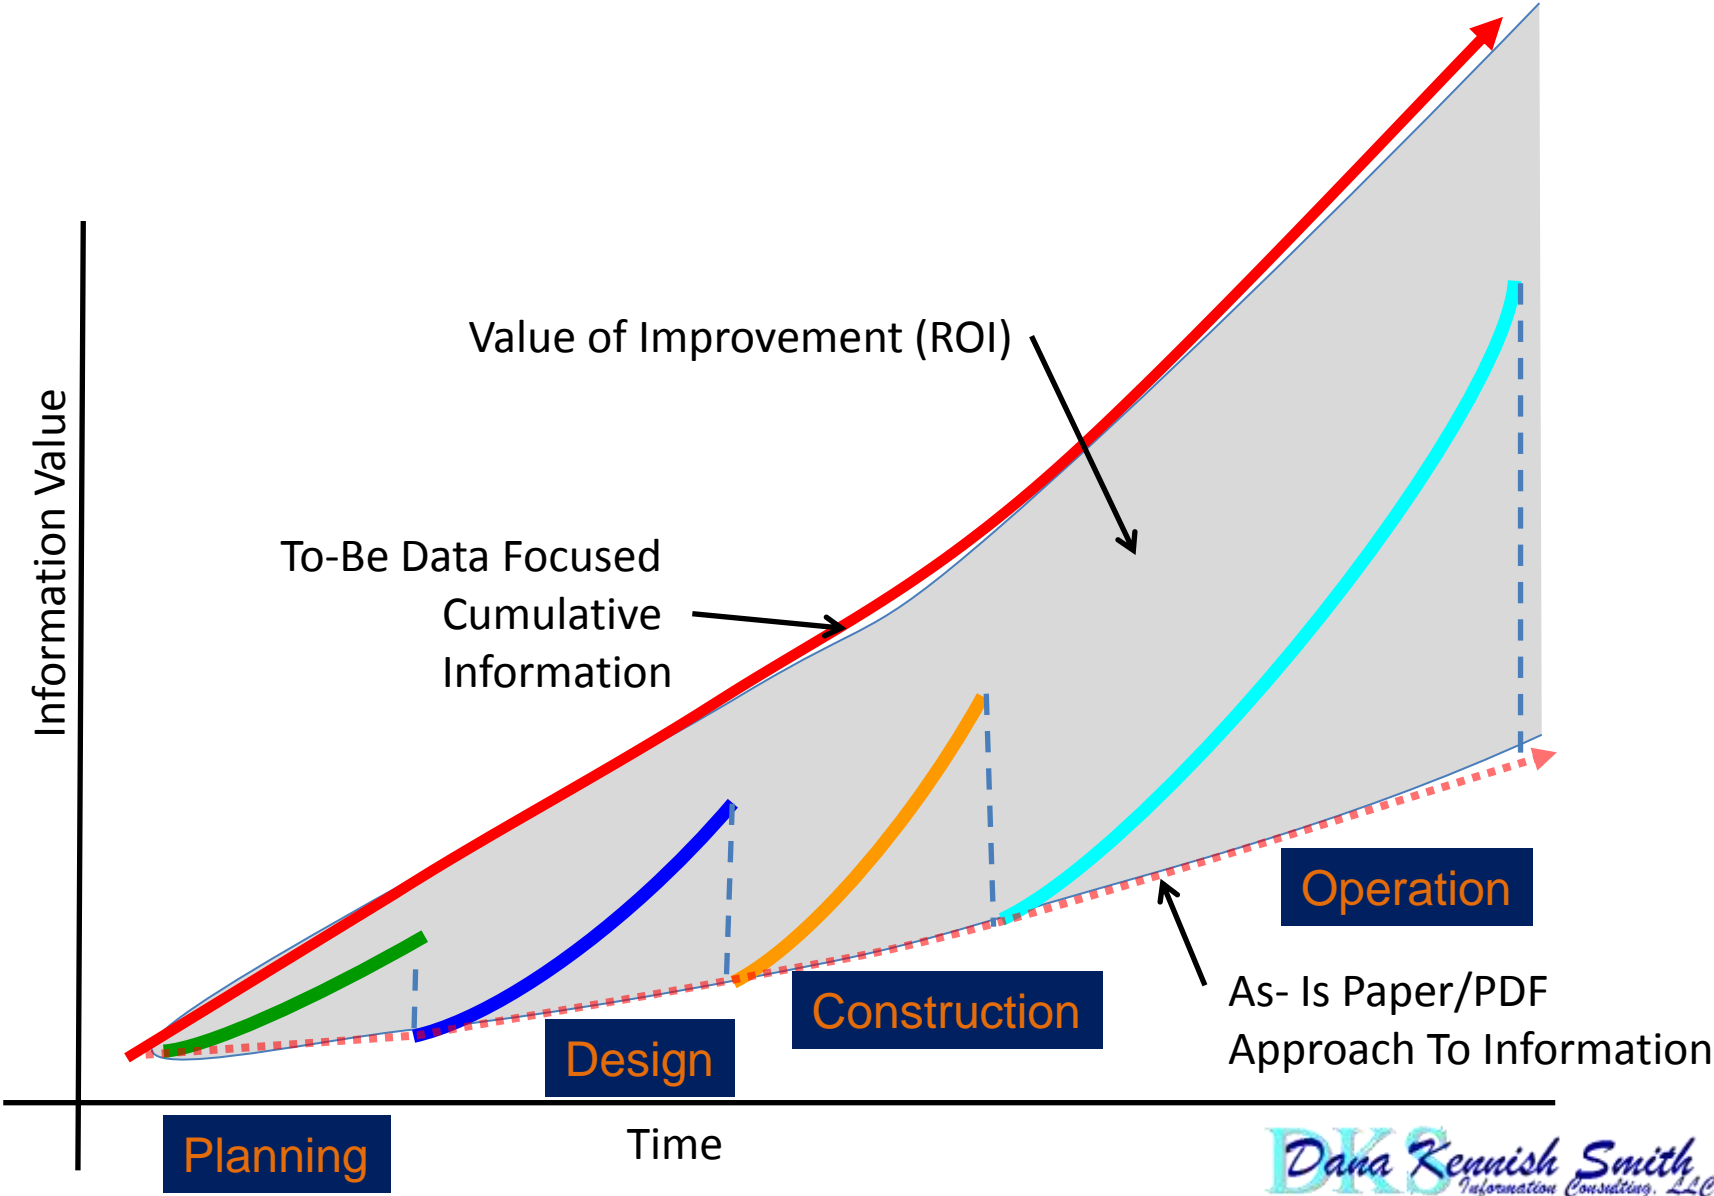 Value of Improvement (ROI)
Information Value
To-Be Data Focused
Cumulative
Information
Operation
As- Is Paper/PDF
Approach To Information
Construction
Design
Planning
Time
DKS
Dana Kennish Smith
Information Consulting, LLC